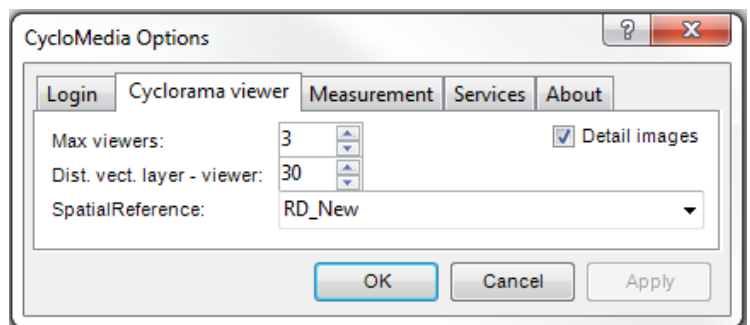 CycloMedia Options
Login Cyclorama viewer Measurement Services About
Max viewers: 3 Detail images
Dist. vect. layer - viewer: 30
SpatialReference: RD_New
OK Cancel Apply